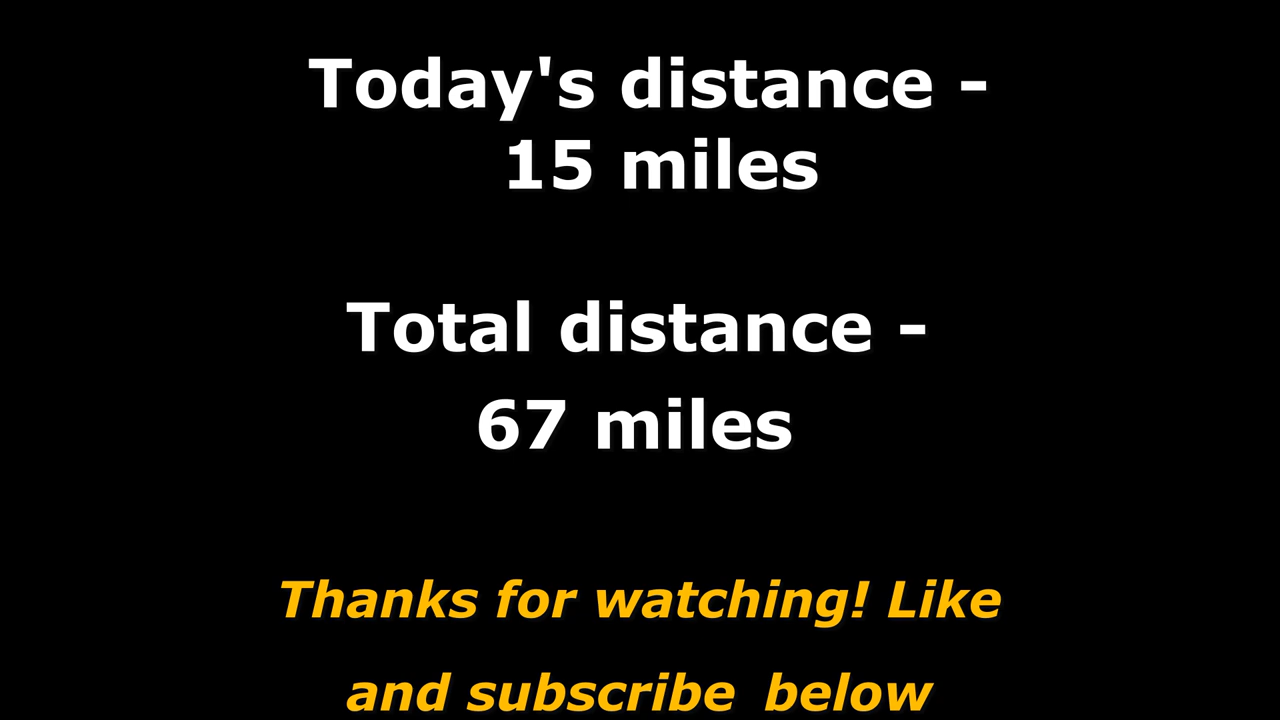 Today's distance -
15 miles
Total distance -
67 miles
Thanks for watching! Like
and subscribe below